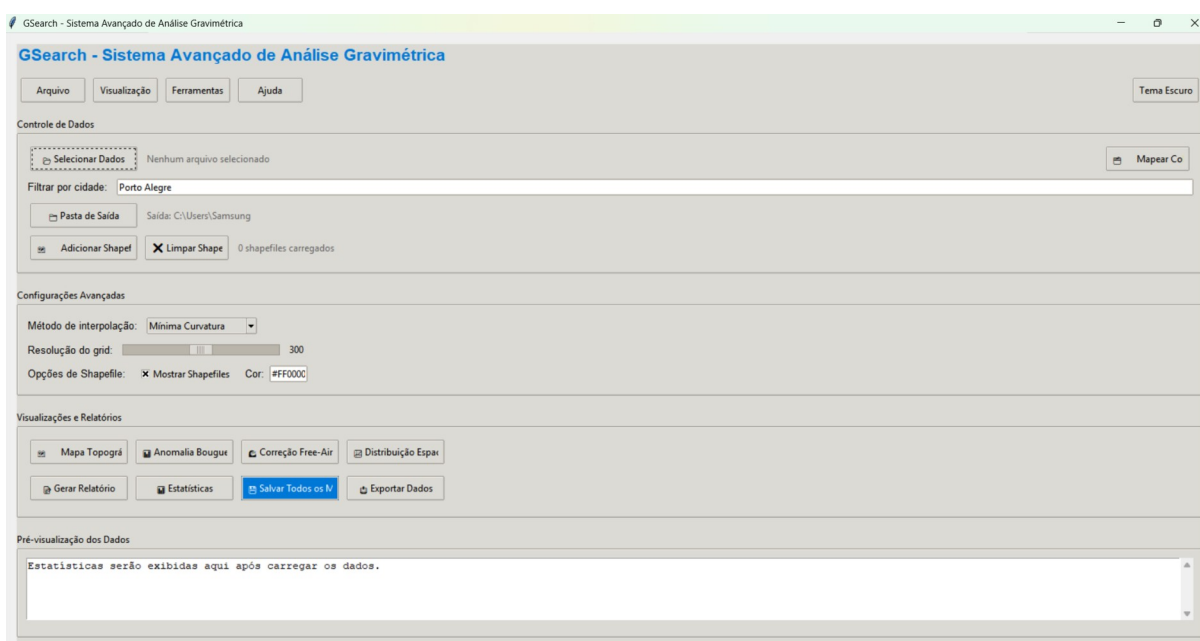 GSearch - Sistema Avançado de Análise Gravimétrica
GSearch - Sistema Avançado de Análise Gravimétrica
Arquivo Visualização Ferramentas Ajuda Tema Escuro
Controle de Dados
Selecionar Dados Nenhum arquivo selecionado Mapear Co
Filtrar por cidade: Porto Alegre
Pasta de Saída Saída: C:\Users\Samsung
Adicionar Shapef Limpar Shape 0 shapefiles carregados
Configurações Avançadas
Método de interpolação: Mínima Curvatura
Resolução do grid: 300
Opções de Shapefile: Mostrar Shapefiles Cor: #FF0000
Visualizações e Relatórios
Mapa Topográ Anomalia Bougue Correção Free-Air Distribuição Espac
Gerar Relatório Estatísticas Salvar Todos os M Exportar Dados
Pré-visualização dos Dados
Estatísticas serão exibidas aqui após carregar os dados.